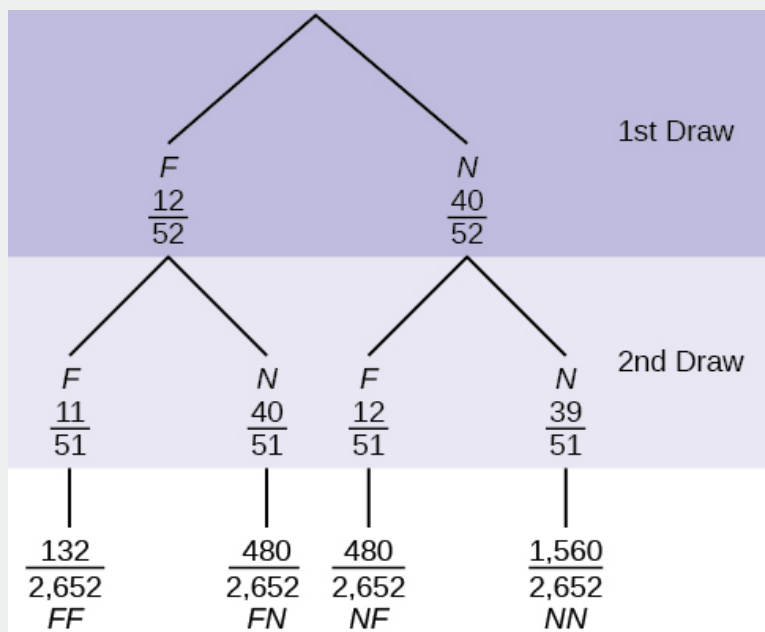 1st Draw
F N
12 40
52 52
2nd Draw
F N F N
11 40 12 39
51 51 51 51
132 480 480 1,560
2,652 2,652 2,652 2,652
FF FN NF NN